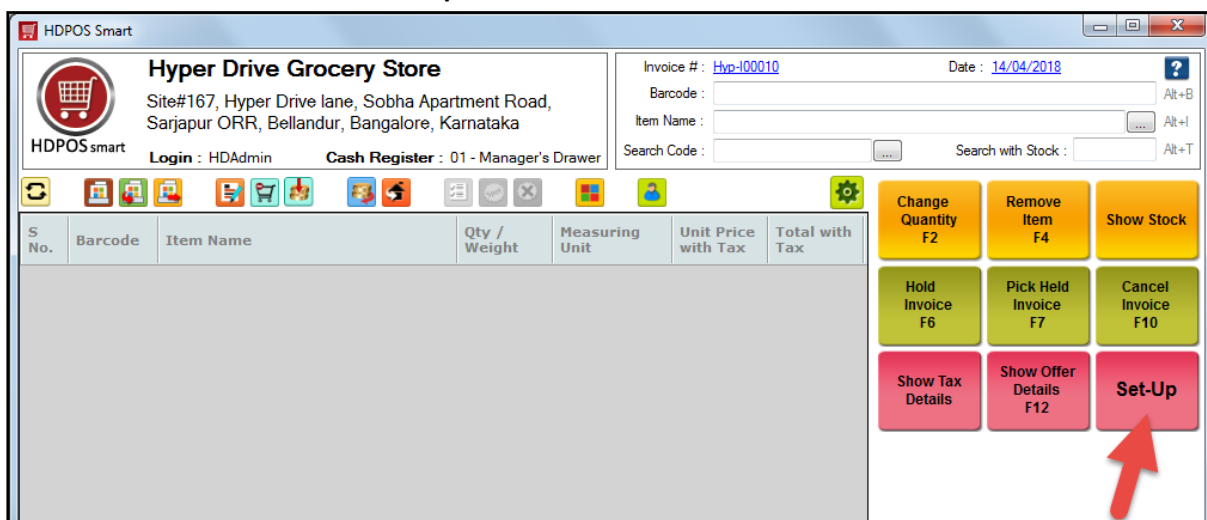 HDPOS Smart
Hyper Drive Grocery Store
Site#167, Hyper Drive lane, Sobha Apartment Road,
Sarjapur ORR, Bellandur, Bangalore, Karnataka
HDPOS smart
Login : HDAdmin Cash Register : 01 - Manager's Drawer
Invoice # : Hyp-I00010 Date : 14/04/2018 ?
Barcode : Alt+B
Item Name : ... Alt+I
Search Code : ... Search with Stock : Alt+T
S No.
Barcode
Item Name
Qty /
Weight
Measuring
Unit
Unit Price
with Tax
Total with
Tax
Change
Quantity
F2
Remove
Item
F4
Show Stock
Hold
Invoice
F6
Pick Held
Invoice
F7
Cancel
Invoice
F10
Show Tax
Details
Show Offer
Details
F12
Set-Up